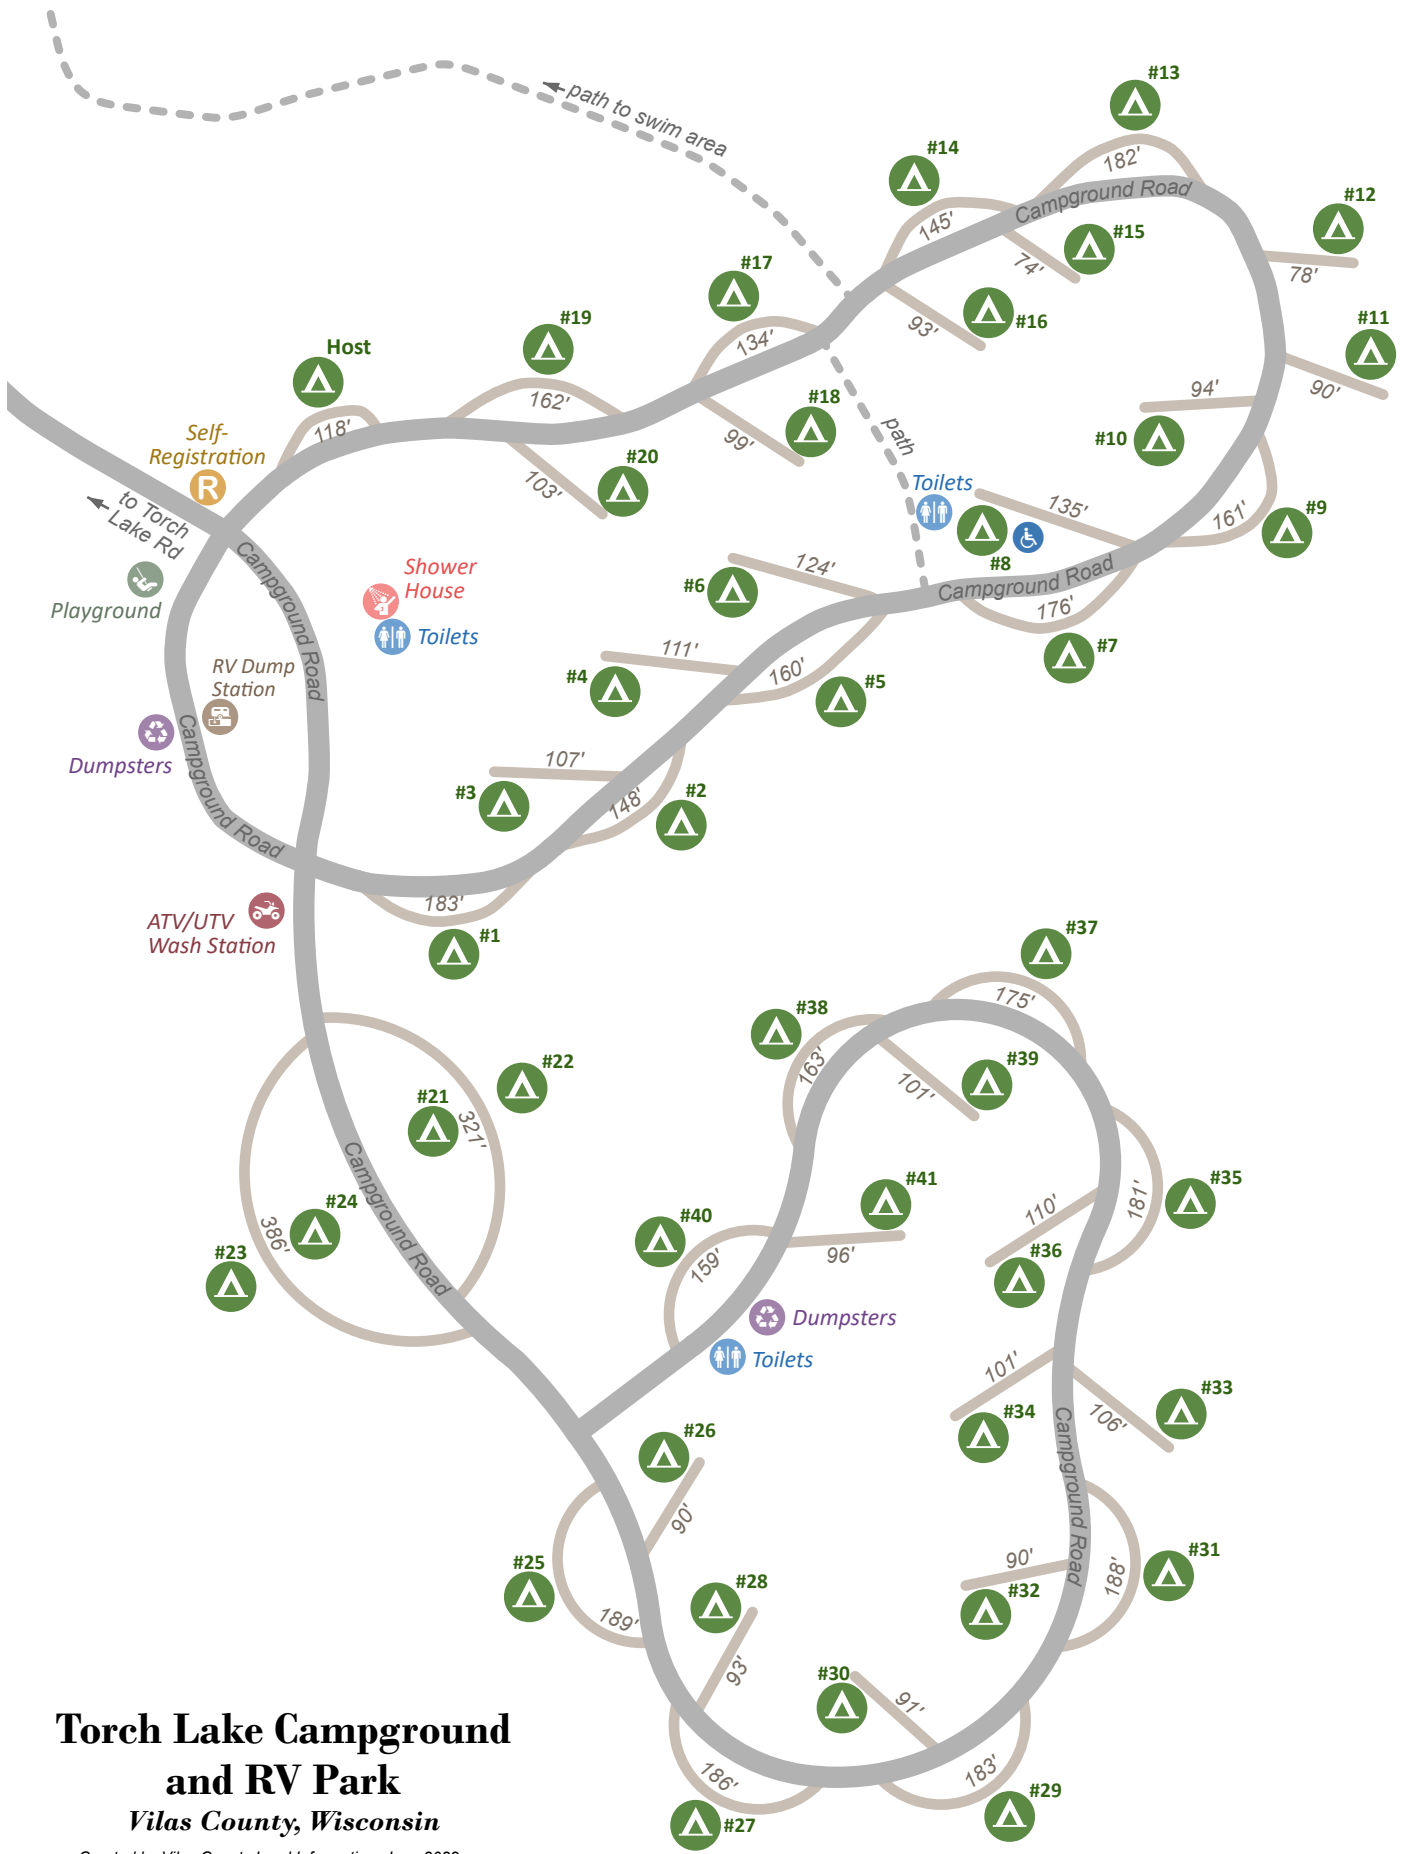 #13
182'
path to swim area
#14
145'
Campground Road
#12
78'
#15
74'
#17
134'
#16
93'
#11
90'
#19
162'
Host
118'
94'
#10
#18
99'
path
Self-
Registration
R
#20
103'
Toilets
135'
#8
161'
#9
to Torch
Lake Rd
Campground Road
Shower
House
Toilets
124'
#6
Campground Road
176'
#7
Playground
111'
#4
160'
#5
RV Dump
Station
Dumpsters
Campground Road
107'
#3
148'
#2
183'
#1
ATV/UTV
Wash Station
#37
175'
#38
163'
#22
#21
321'
#39
101'
Campground Road
#24
386'
#23
#41
96'
#40
159'
#35
181'
110'
#36
Dumpsters
Toilets
101'
#34
#33
106'
Campground Road
#26
90'
#25
189'
#28
93'
90'
#32
188'
#31
#30
91'
186'
#27
183'
#29
Torch Lake Campground
and RV Park
Vilas County, Wisconsin